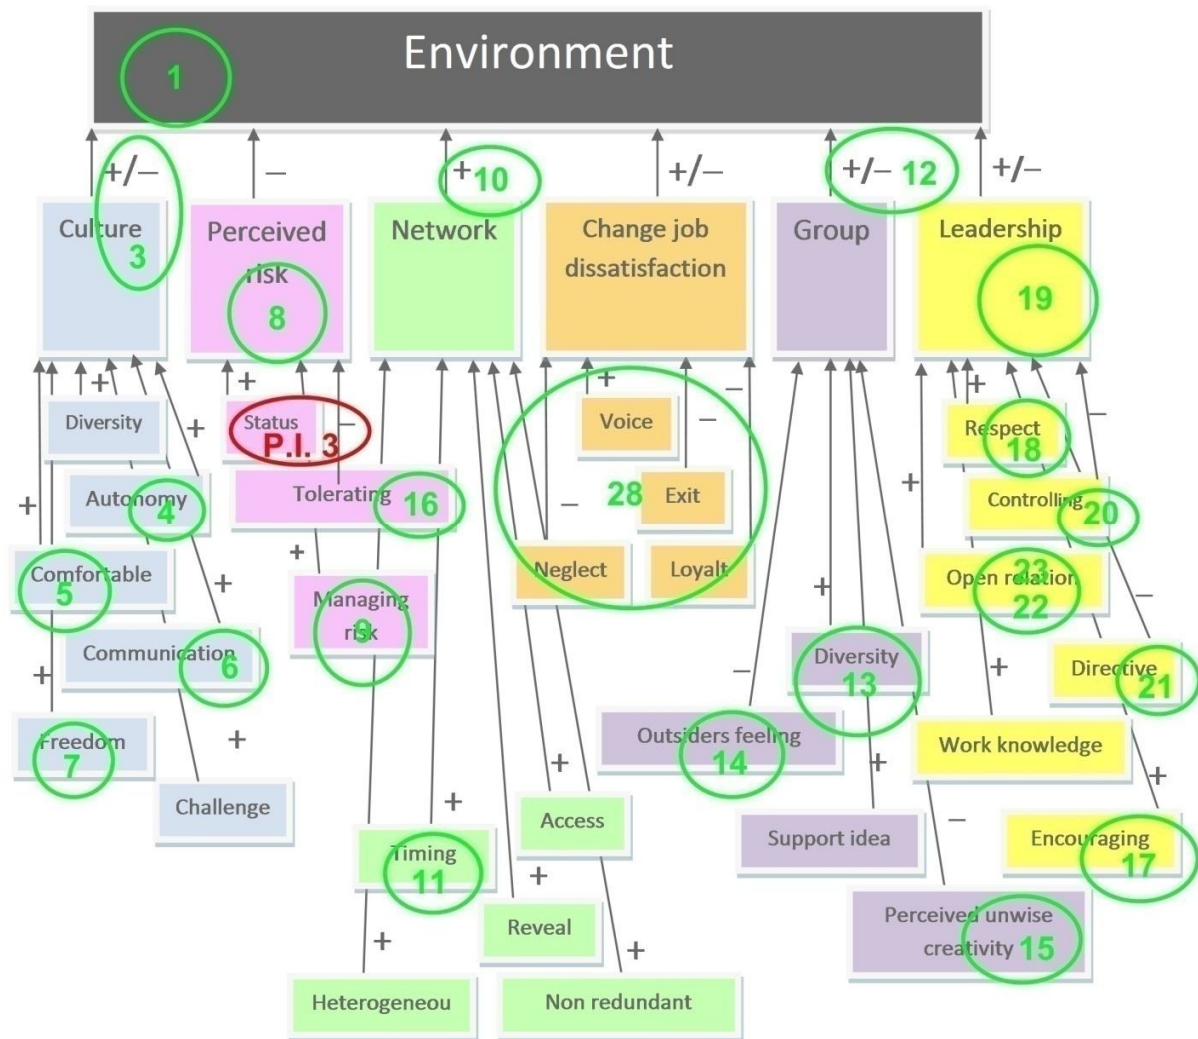 Environment
1
+/−
−
+
10
+/−
+/− 12
+/−
Culture
3
Perceived
risk
8
Network
Change job
dissatisfaction
Group
Leadership
19
+
+
+
−
−
Diversity
+
Status
−
P.I. 3
Voice
−
Respect
18
Autonomy
4
+
Tolerating
16
28
Exit
−
+
Controlling
20
Comfortable
5
+
+
Managing
risk
9
Neglect
Loyalt
+
Open relation
23
22
−
Communication
6
+
−
Diversity
13
+
Directive
21
Freedom
7
+
Outsiders feeling
14
Work knowledge
Challenge
+
Timing
11
+
Access
+
Support idea
−
+
Encouraging
17
+
Reveal
+
+
Perceived unwise
creativity 15
Heterogeneou
Non redundant